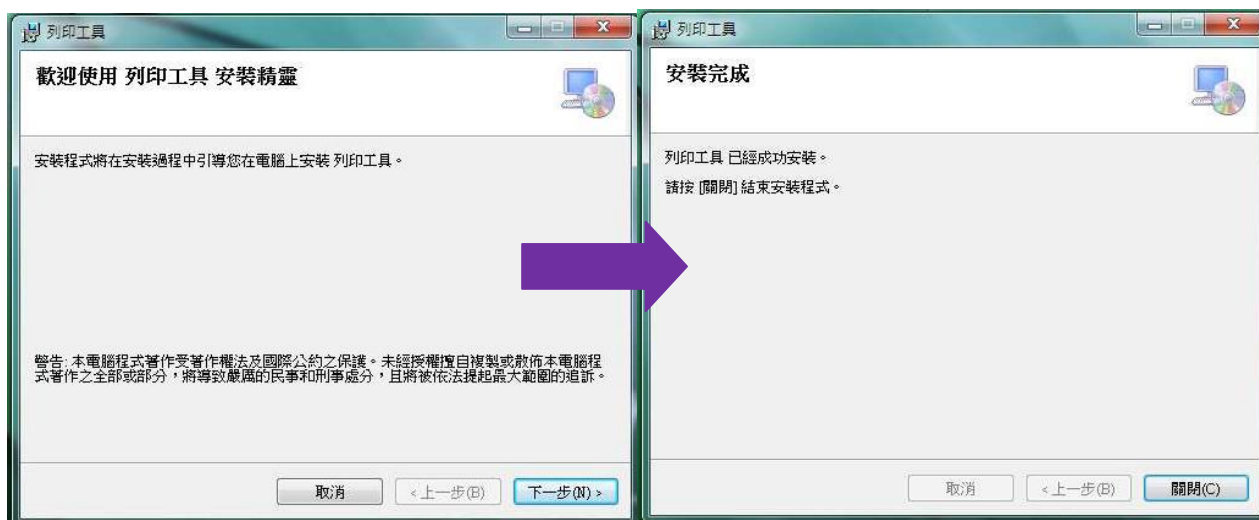 列印工具
歡迎使用 列印工具 安裝精靈
安裝程式將在安裝過程中引導您在電腦上安裝 列印工具。
警告: 本電腦程式著作受著作權法及國際公約之保護。未經授權擅自複製或散佈本電腦程
式著作之全部或部分，將導致嚴厲的民事和刑事處分，且將被依法提起最大範圍的追訴。
取消
<上一步(B)
下一步(N) >
列印工具
安裝完成
列印工具 已經成功安裝。
請按 [關閉] 結束安裝程式。
取消
<上一步(B)
關閉(C)